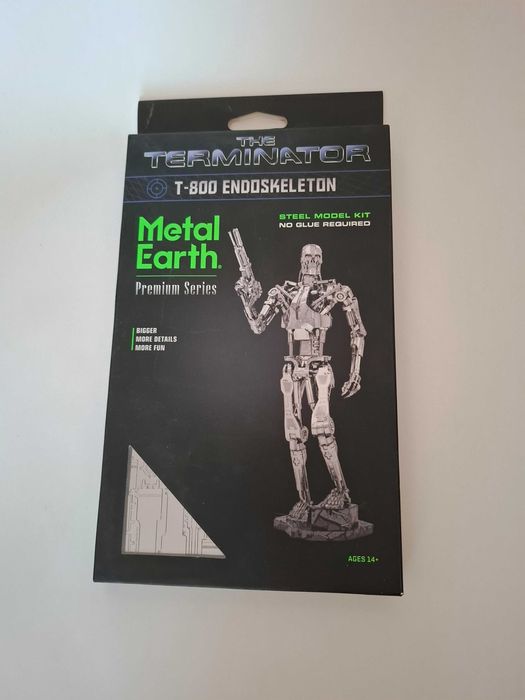 THE
TERMINATOR
T-800 ENDOSKELETON
Metal
Earth®
Premium Series
STEEL MODEL KIT
NO GLUE REQUIRED
BIGGER
MORE DETAILS
MORE FUN
AGES 14+